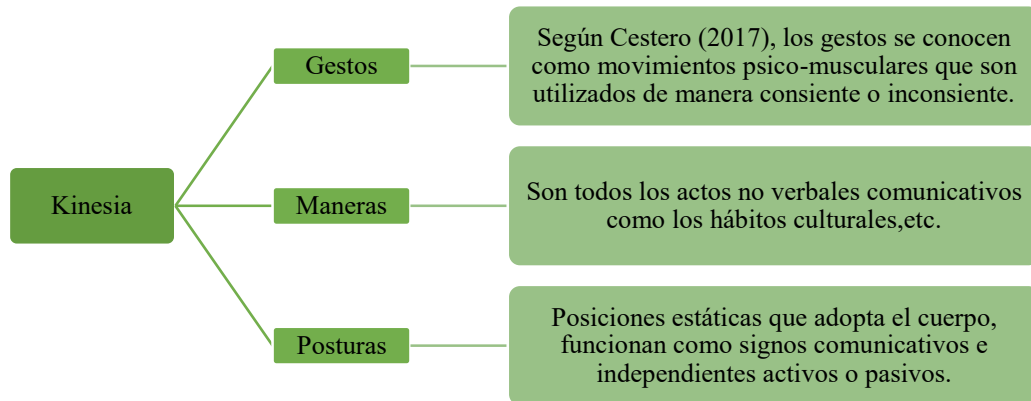 Kinesia
Gestos
Según Cestero (2017), los gestos se conocen
como movimientos psico-musculares que son
utilizados de manera consiente o inconsiente.
Maneras
Son todos los actos no verbales comunicativos
como los hábitos culturales,etc.
Posturas
Posiciones estáticas que adopta el cuerpo,
funcionan como signos comunicativos e
independientes activos o pasivos.